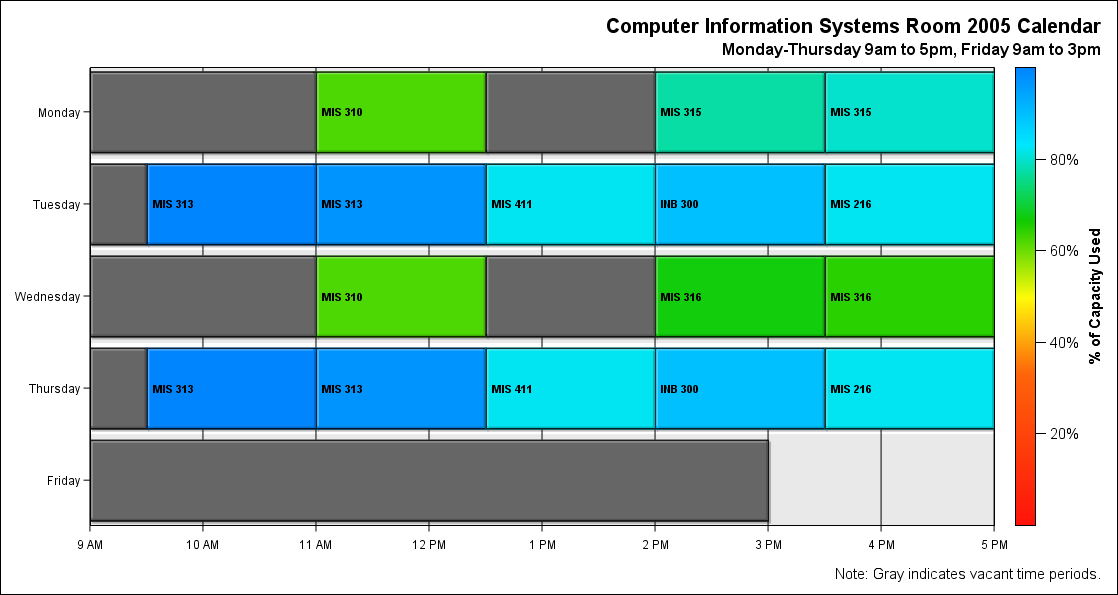 Computer Information Systems Room 2005 Calendar
Monday-Thursday 9am to 5pm, Friday 9am to 3pm
Monday
MIS 310
MIS 315
MIS 315
Tuesday
MIS 313
MIS 313
MIS 411
INB 300
MIS 216
Wednesday
MIS 310
MIS 316
MIS 316
Thursday
MIS 313
MIS 313
MIS 411
INB 300
MIS 216
Friday
9 AM
10 AM
11 AM
12 PM
1 PM
2 PM
3 PM
4 PM
5 PM
80%
60%
40%
20%
% of Capacity Used
Note: Gray indicates vacant time periods.